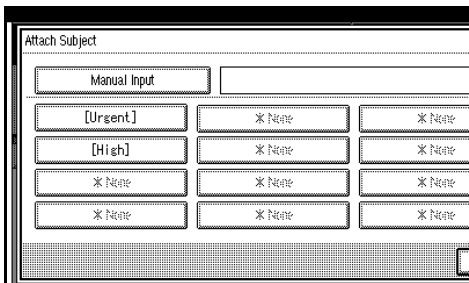 Attach Subject
Manual Input
[Urgent] * None * None
[High] * None * None
* None * None * None
* None * None * None